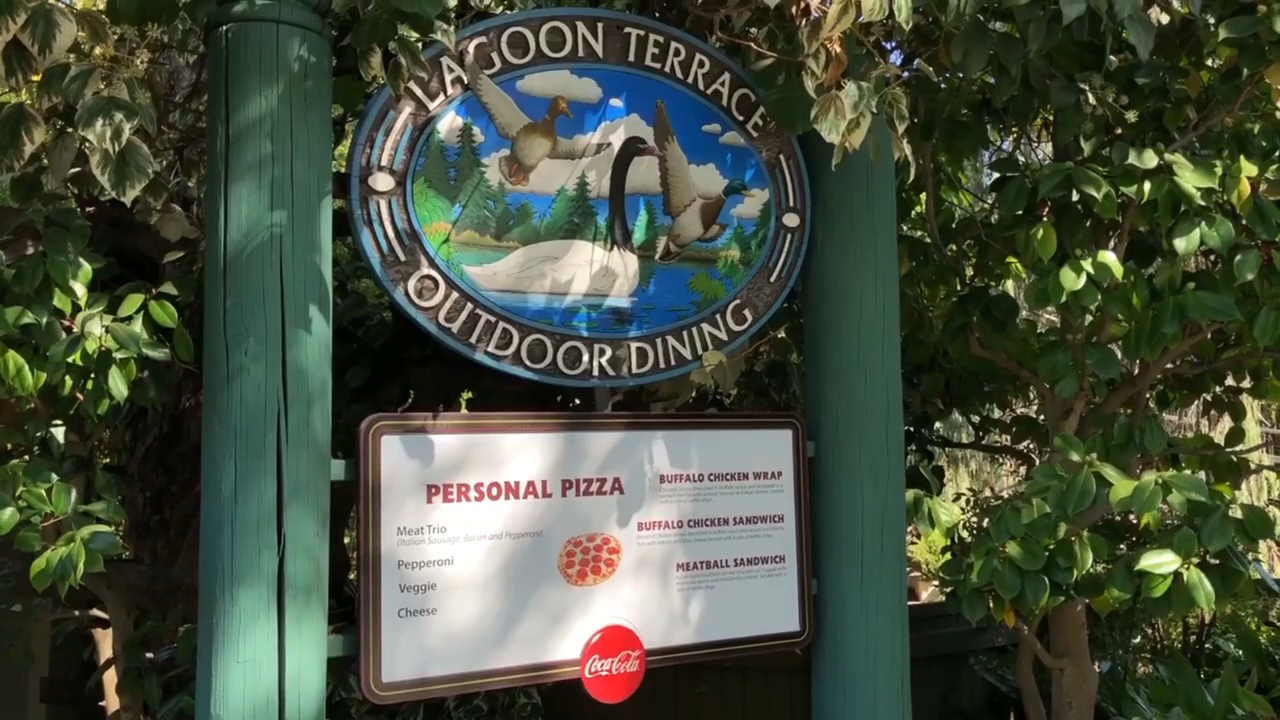 LAGOON TERRACE
OUTDOOR DINING
PERSONAL PIZZA
Meat Trio
(Italian Sausage, Bacon and Pepperoni)
Pepperoni
Veggie
Cheese
BUFFALO CHICKEN WRAP
BUFFALO CHICKEN SANDWICH
MEATBALL SANDWICH
Coca-Cola